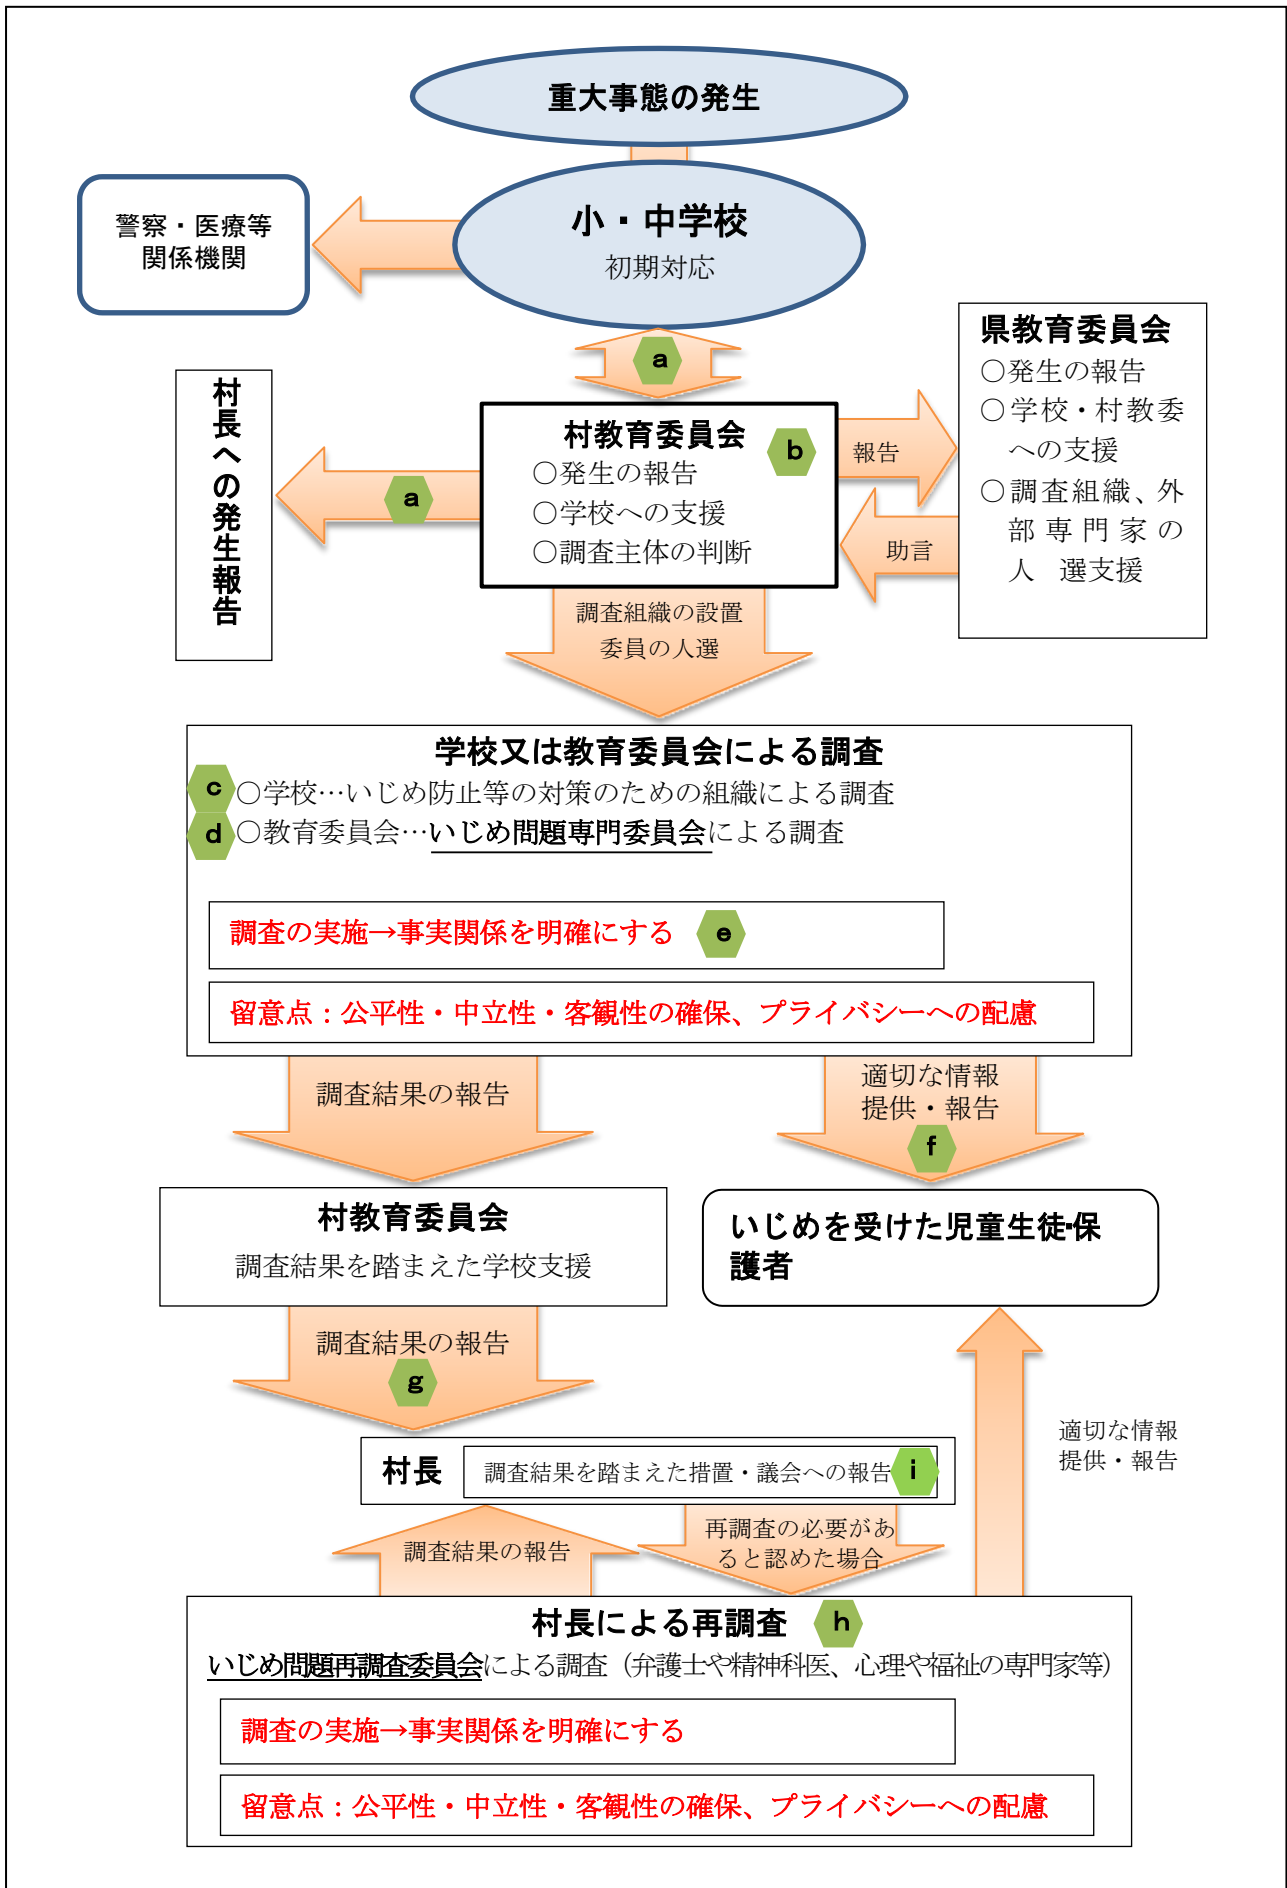 重大事態の発生
小・中学校
初期対応
警察・医療等
関係機関
a
県教育委員会
○発生の報告
○学校・村教委
への支援
○調査組織、外
部専門家の
人　選支援
村長への発生報告
a
村教育委員会
b
○発生の報告
○学校への支援
○調査主体の判断
報告
助言
調査組織の設置
委員の人選
学校又は教育委員会による調査
c ○学校…いじめ防止等の対策のための組織による調査
d ○教育委員会…いじめ問題専門委員会による調査
調査の実施→事実関係を明確にする e
留意点：公平性・中立性・客観性の確保、プライバシーへの配慮
調査結果の報告
適切な情報
提供・報告
f
村教育委員会
調査結果を踏まえた学校支援
いじめを受けた児童生徒・保
護者
調査結果の報告
g
適切な情報
提供・報告
村長 調査結果を踏まえた措置・議会への報告 i
調査結果の報告
再調査の必要があ
ると認めた場合
村長による再調査 h
いじめ問題再調査委員会による調査（弁護士や精神科医、心理や福祉の専門家等）
調査の実施→事実関係を明確にする
留意点：公平性・中立性・客観性の確保、プライバシーへの配慮